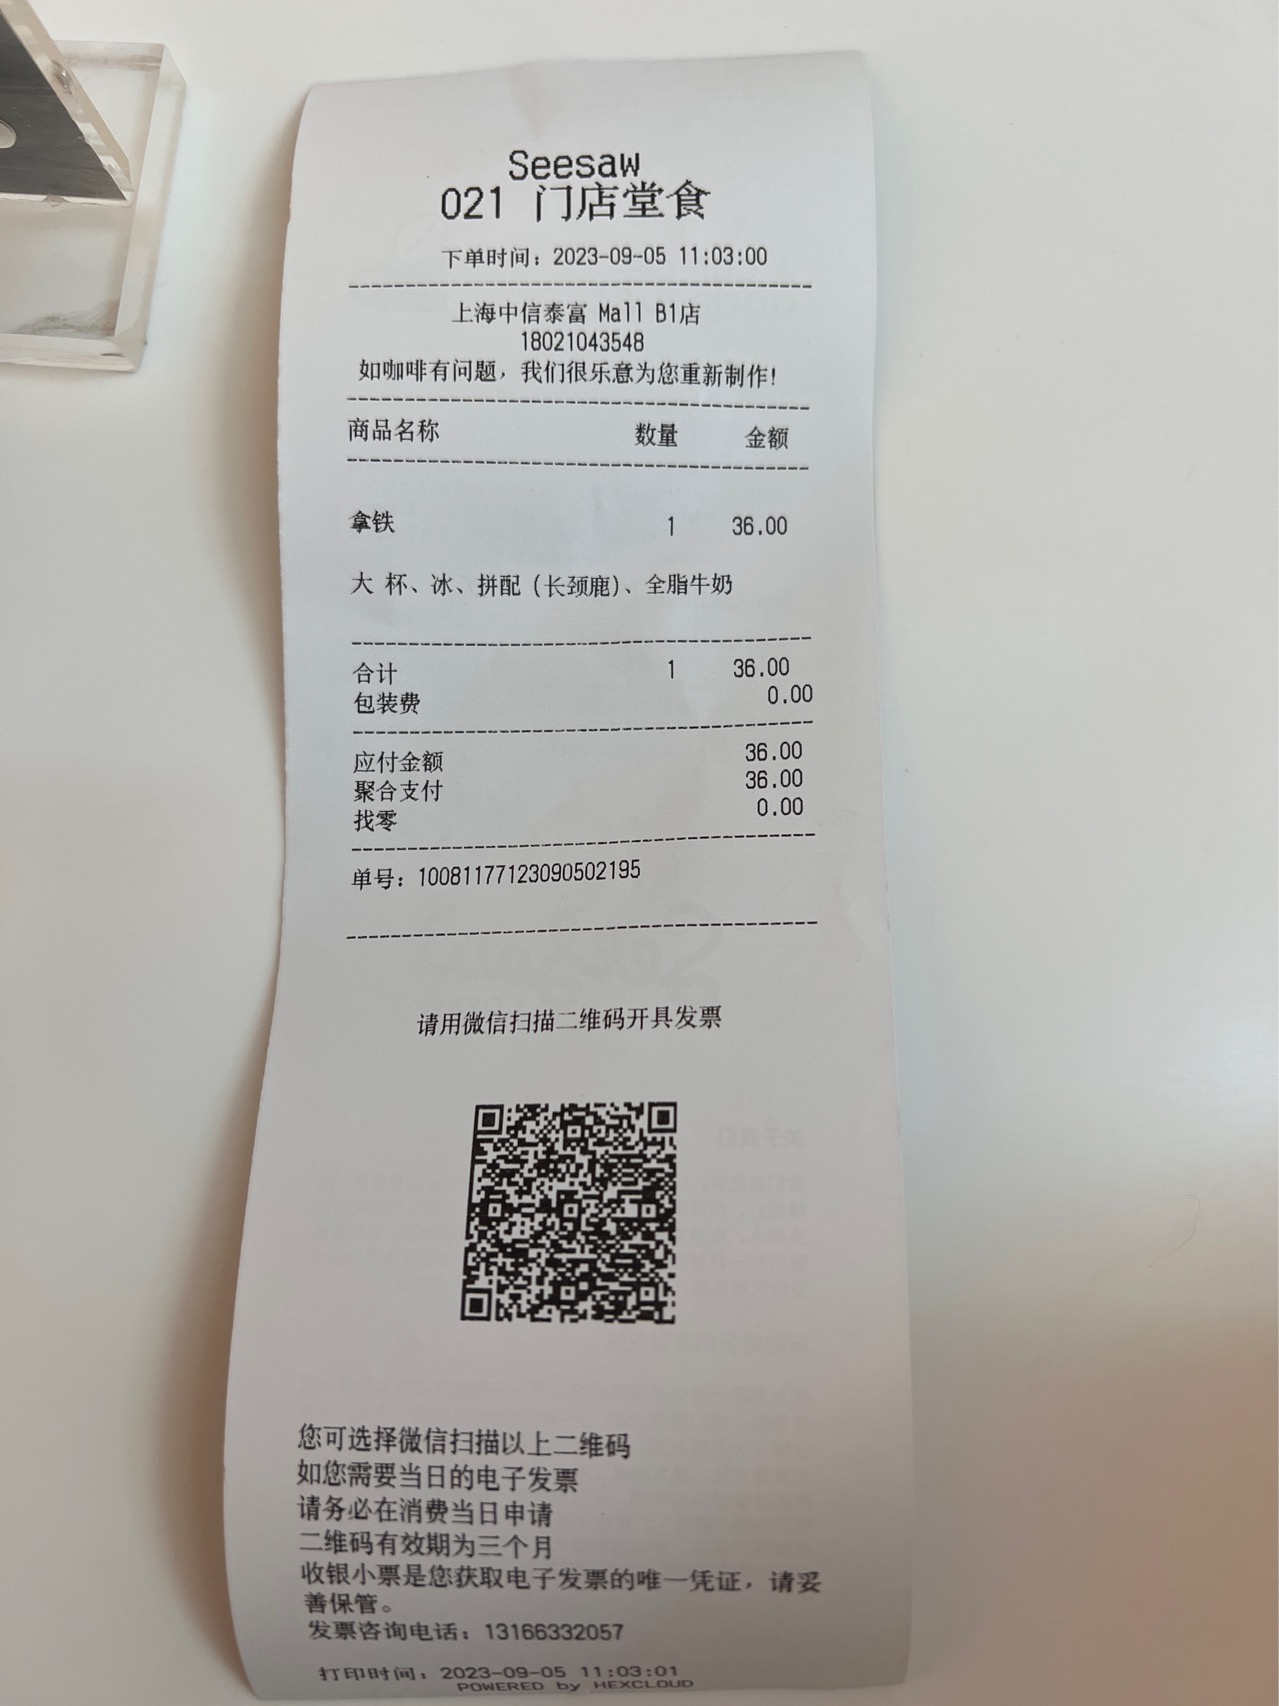 Seesaw
021 门店堂食
下单时间：2023-09-05 11:03:00
上海中信泰富 Mall B1店
18021043548
如咖啡有问题，我们很乐意为您重新制作!
商品名称 数量 金额
拿铁 1 36.00
大 杯、冰、拼配（长颈鹿）、全脂牛奶
合计 1 36.00
包装费 0.00
应付金额 36.00
聚合支付 36.00
找零 0.00
单号：10081177123090502195
请用微信扫描二维码开具发票
您可选择微信扫描以上二维码
如您需要当日的电子发票
请务必在消费当日申请
二维码有效期为三个月
收银小票是您获取电子发票的唯一凭证，请妥
善保管。
发票咨询电话：13166332057
打印时间：2023-09-05 11:03:01
POWERED by HEXCLOUD